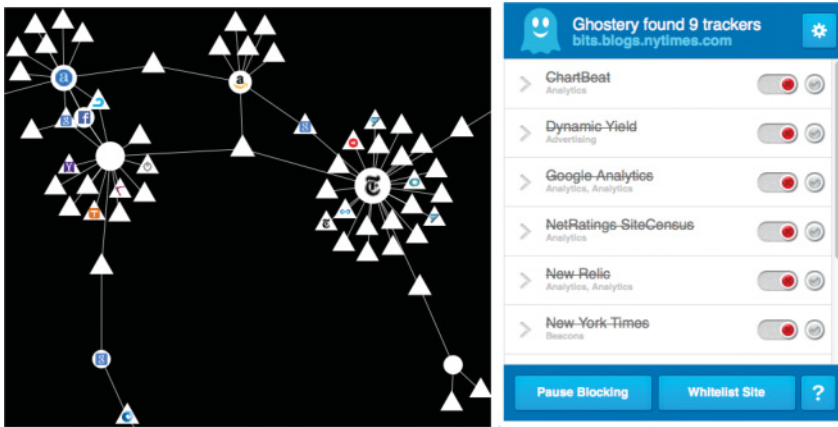 Ghostery found 9 trackers
bits.blogs.nytimes.com
ChartBeat
Analytics
Dynamic Yield
Advertising
Google Analytics
Analytics, Analytics
NetRatings SiteCensus
Analytics
New Relic
Analytics, Analytics
New York Times
Beacons
Pause Blocking
Whitelist Site
?
a
a
g
f
g
Y
T
T
T
g